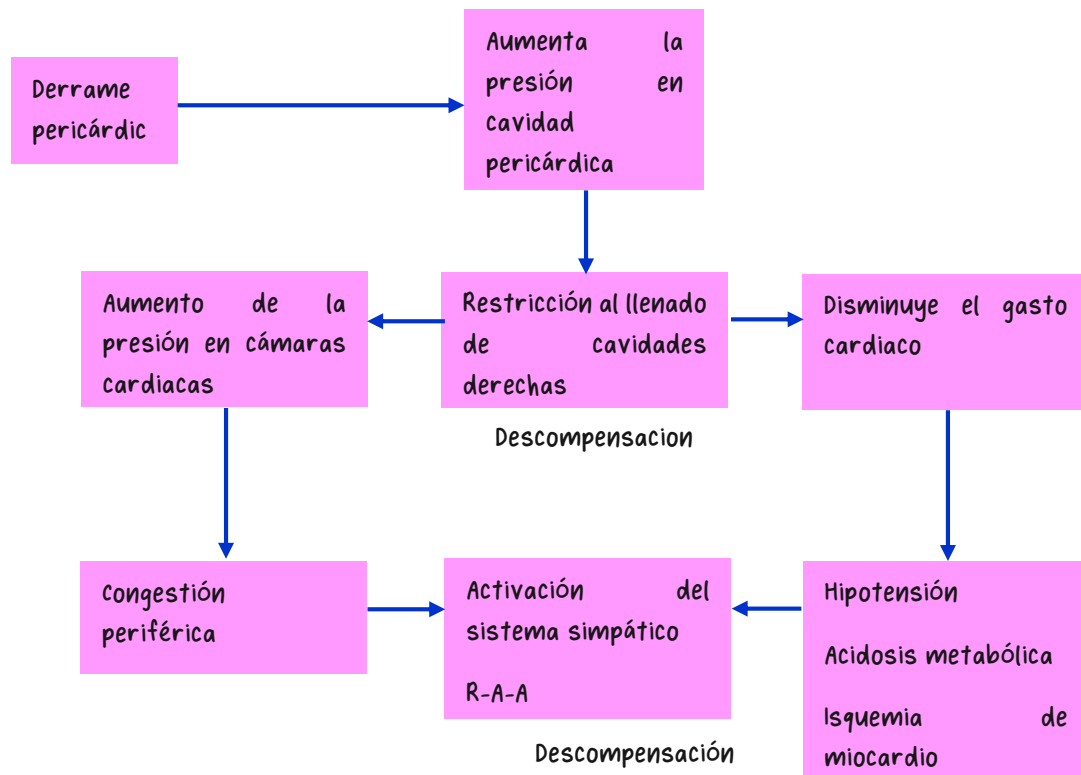 Derrame
pericárdic
Aumenta la
presión en
cavidad
pericárdica
Aumento de la
presión en cámaras
cardiacas
Restricción al llenado
de cavidades
derechas
Disminuye el gasto
cardiaco
Descompensacion
Congestión
periférica
Activación del
sistema simpático
R-A-A
Hipotensión
Acidosis metabólica
Isquemia de
miocardio
Descompensación